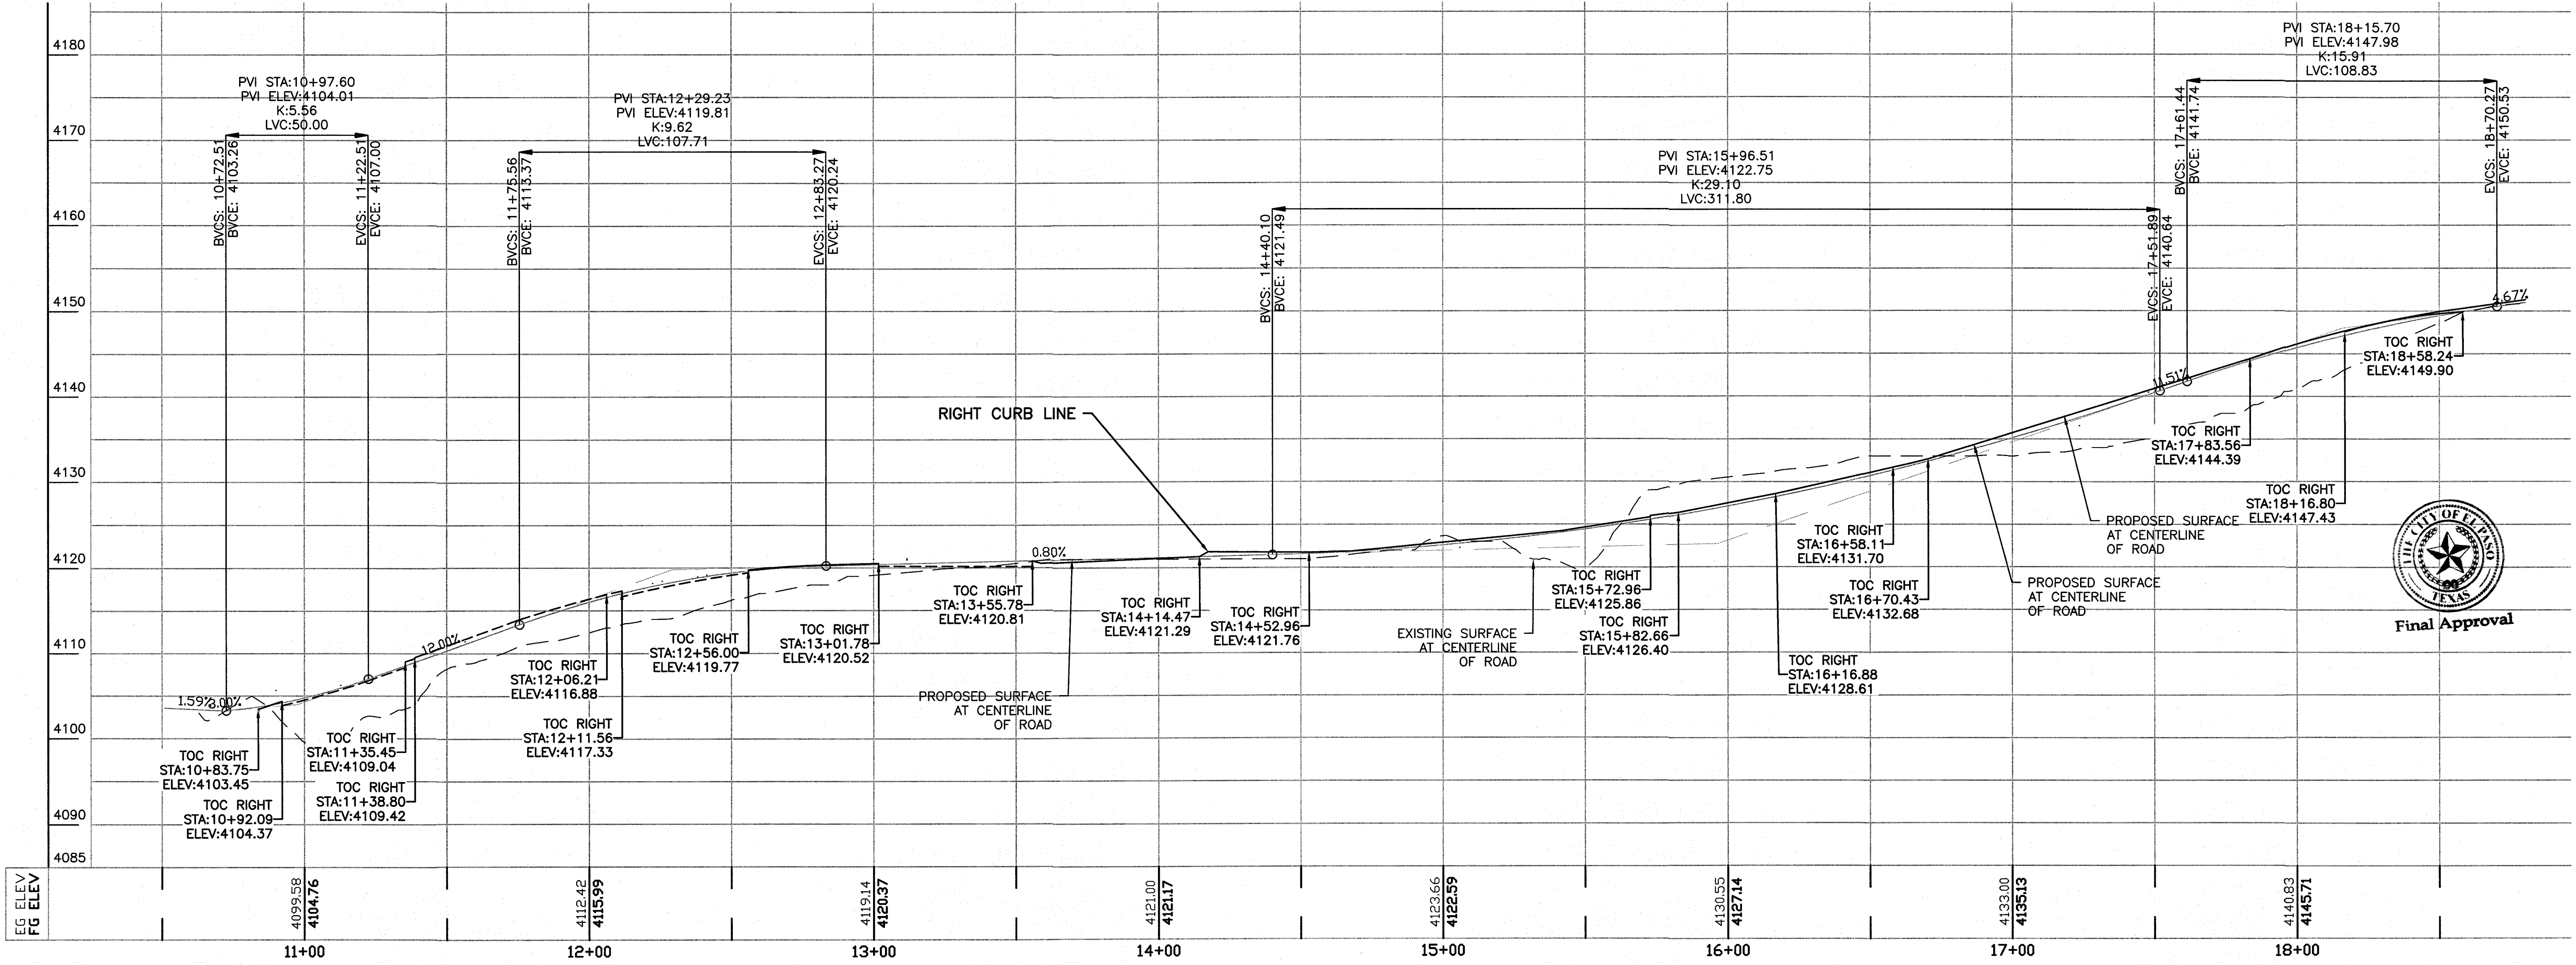 PVI STA:18+15.70
PVI ELEV:4147.98
K:15.91
LVC:108.83
4180
PVI STA:10+97.60
PVI ELEV:4104.01
K:5.56
LVC:50.00
PVI STA:12+29.23
PVI ELEV:4119.81
K:9.62
LVC:107.71
4170
PVI STA:15+96.51
PVI ELEV:4122.75
K:29.10
LVC:311.80
BVCS: 10+72.51
BVCE: 4103.26
EVCS: 11+22.51
EVCE: 4107.00
BVCS: 11+75.56
BVCE: 4113.37
EVCS: 12+83.27
EVCE: 4120.24
BVCS: 14+40.10
BVCE: 4121.49
EVCS: 17+51.89
EVCE: 4140.64
BVCS: 17+61.44
BVCE: 4141.74
EVCS: 18+70.27
EVCE: 4150.53
4160
4150
4.67%
TOC RIGHT
STA:18+58.24
ELEV:4149.90
4140
11.51%
RIGHT CURB LINE
TOC RIGHT
STA:17+83.56
ELEV:4144.39
4130
TOC RIGHT
STA:18+16.80
ELEV:4147.43
PROPOSED SURFACE
AT CENTERLINE
OF ROAD
THE CITY OF EL PASO
TEXAS
Final Approval
TOC RIGHT
STA:16+58.11
ELEV:4131.70
4120
0.80%
TOC RIGHT
STA:13+55.78
ELEV:4120.81
TOC RIGHT
STA:14+14.47
ELEV:4121.29
TOC RIGHT
STA:14+52.96
ELEV:4121.76
TOC RIGHT
STA:15+72.96
ELEV:4125.86
TOC RIGHT
STA:16+70.43
ELEV:4132.68
PROPOSED SURFACE
AT CENTERLINE
OF ROAD
4110
12.00%
TOC RIGHT
STA:12+56.00
ELEV:4119.77
TOC RIGHT
STA:13+01.78
ELEV:4120.52
EXISTING SURFACE
AT CENTERLINE
OF ROAD
TOC RIGHT
STA:15+82.66
ELEV:4126.40
TOC RIGHT
STA:12+06.21
ELEV:4116.88
TOC RIGHT
STA:16+16.88
ELEV:4128.61
1.59%
3.00%
PROPOSED SURFACE
AT CENTERLINE
OF ROAD
4100
TOC RIGHT
STA:12+11.56
ELEV:4117.33
TOC RIGHT
STA:11+35.45
ELEV:4109.04
TOC RIGHT
STA:10+83.75
ELEV:4103.45
TOC RIGHT
STA:11+38.80
ELEV:4109.42
TOC RIGHT
STA:10+92.09
ELEV:4104.37
4090
4085
EG ELEV
FG ELEV
4099.58
4104.76
4112.42
4115.99
4119.14
4120.37
4121.00
4121.17
4123.66
4122.59
4130.55
4127.14
4133.00
4135.13
4140.83
4145.71
11+00
12+00
13+00
14+00
15+00
16+00
17+00
18+00